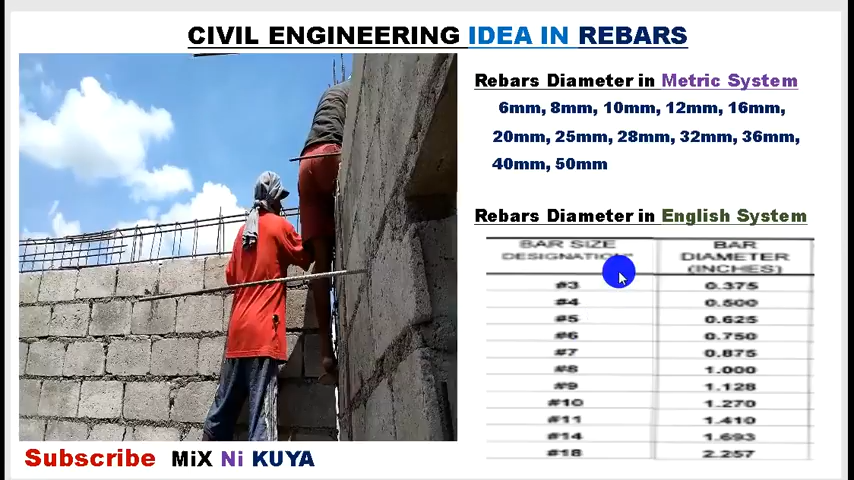 CIVIL ENGINEERING IDEA IN REBARS
Rebars Diameter in Metric System
6mm, 8mm, 10mm, 12mm, 16mm,
20mm, 25mm, 28mm, 32mm, 36mm,
40mm, 50mm
Rebars Diameter in English System
BAR SIZE DESIGNATION*
BAR DIAMETER (INCHES)
#3 0.375
#4 0.500
#5 0.625
#6 0.750
#7 0.875
#8 1.000
#9 1.128
#10 1.270
#11 1.410
#14 1.693
#18 2.257
Subscribe MiX Ni KUYA